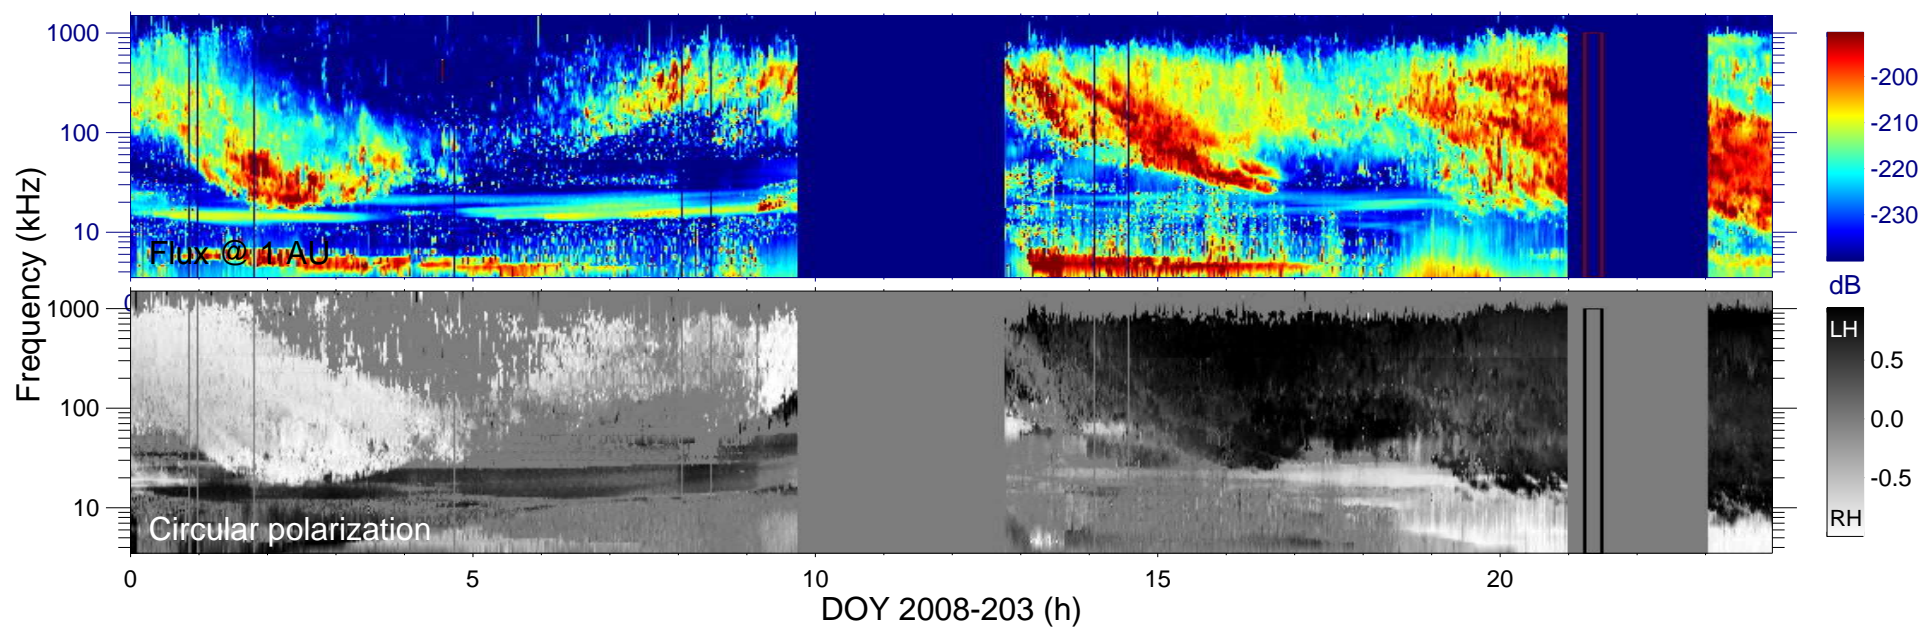 1000
100
10
Flux @ 1 AU
-200
-210
-220
-230
dB
0
1000
100
10
Circular polarization
LH
0.5
0.0
-0.5
RH
Frequency (kHz)
0 5 10 15 20
DOY 2008-203 (h)